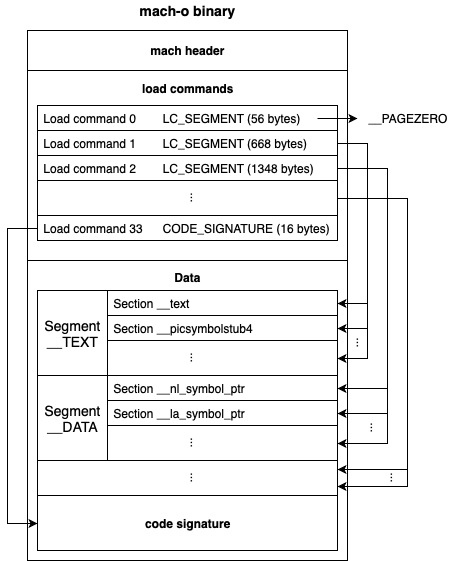 mach-o binary
mach header
load commands
Load command 0 LC_SEGMENT (56 bytes)
__PAGEZERO
Load command 1 LC_SEGMENT (668 bytes)
Load command 2 LC_SEGMENT (1348 bytes)
⋮
Load command 33 CODE_SIGNATURE (16 bytes)
Data
Segment
__TEXT
Section __text
Section __picsymbolstub4
⋮
⋮
Segment
__DATA
Section __nl_symbol_ptr
Section __la_symbol_ptr
⋮
⋮
⋮
⋮
code signature